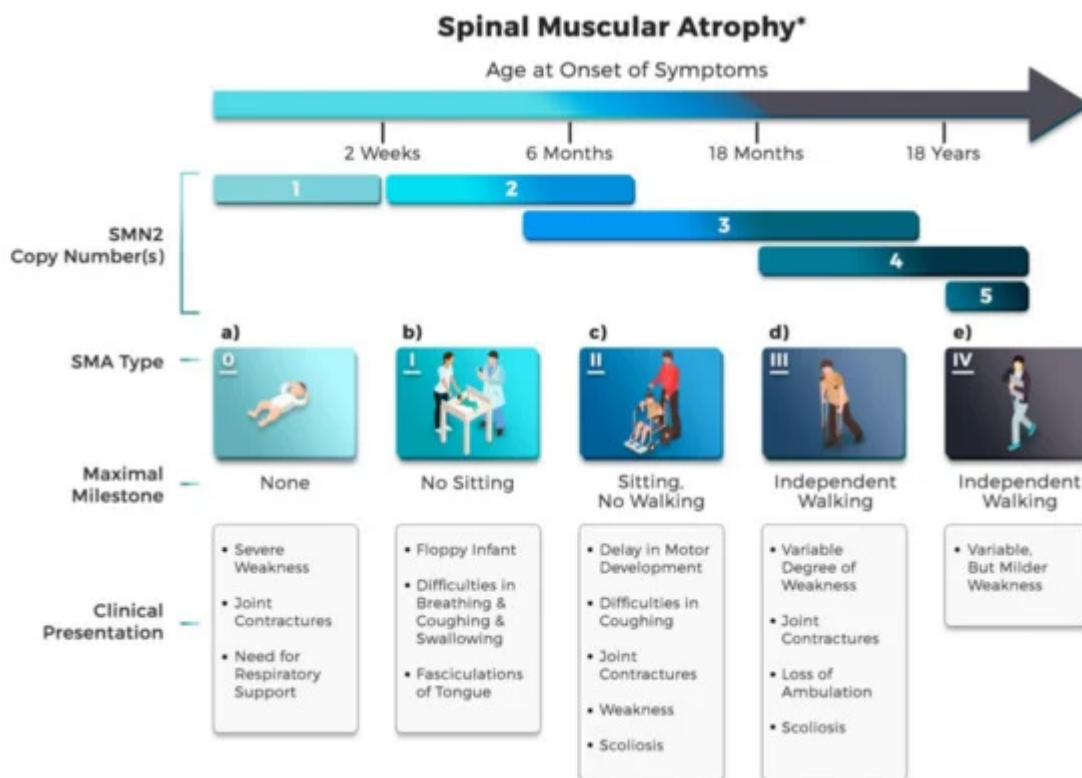 Spinal Muscular Atrophy*
Age at Onset of Symptoms
2 Weeks
6 Months
18 Months
18 Years
SMN2
Copy Number(s)
1
2
3
4
5
SMA Type
a)
0
b)
I
c)
II
d)
III
e)
IV
Maximal
Milestone
None
No Sitting
Sitting,
No Walking
Independent
Walking
Independent
Walking
Clinical
Presentation
• Severe
Weakness
• Joint
Contractures
• Need for
Respiratory
Support
• Floppy Infant
• Difficulties in
Breathing &
Coughing &
Swallowing
• Fasciculations
of Tongue
• Delay in Motor
Development
• Difficulties in
Coughing
• Joint
Contractures
• Weakness
• Scoliosis
• Variable
Degree of
Weakness
• Joint
Contractures
• Loss of
Ambulation
• Scoliosis
• Variable,
But Milder
Weakness